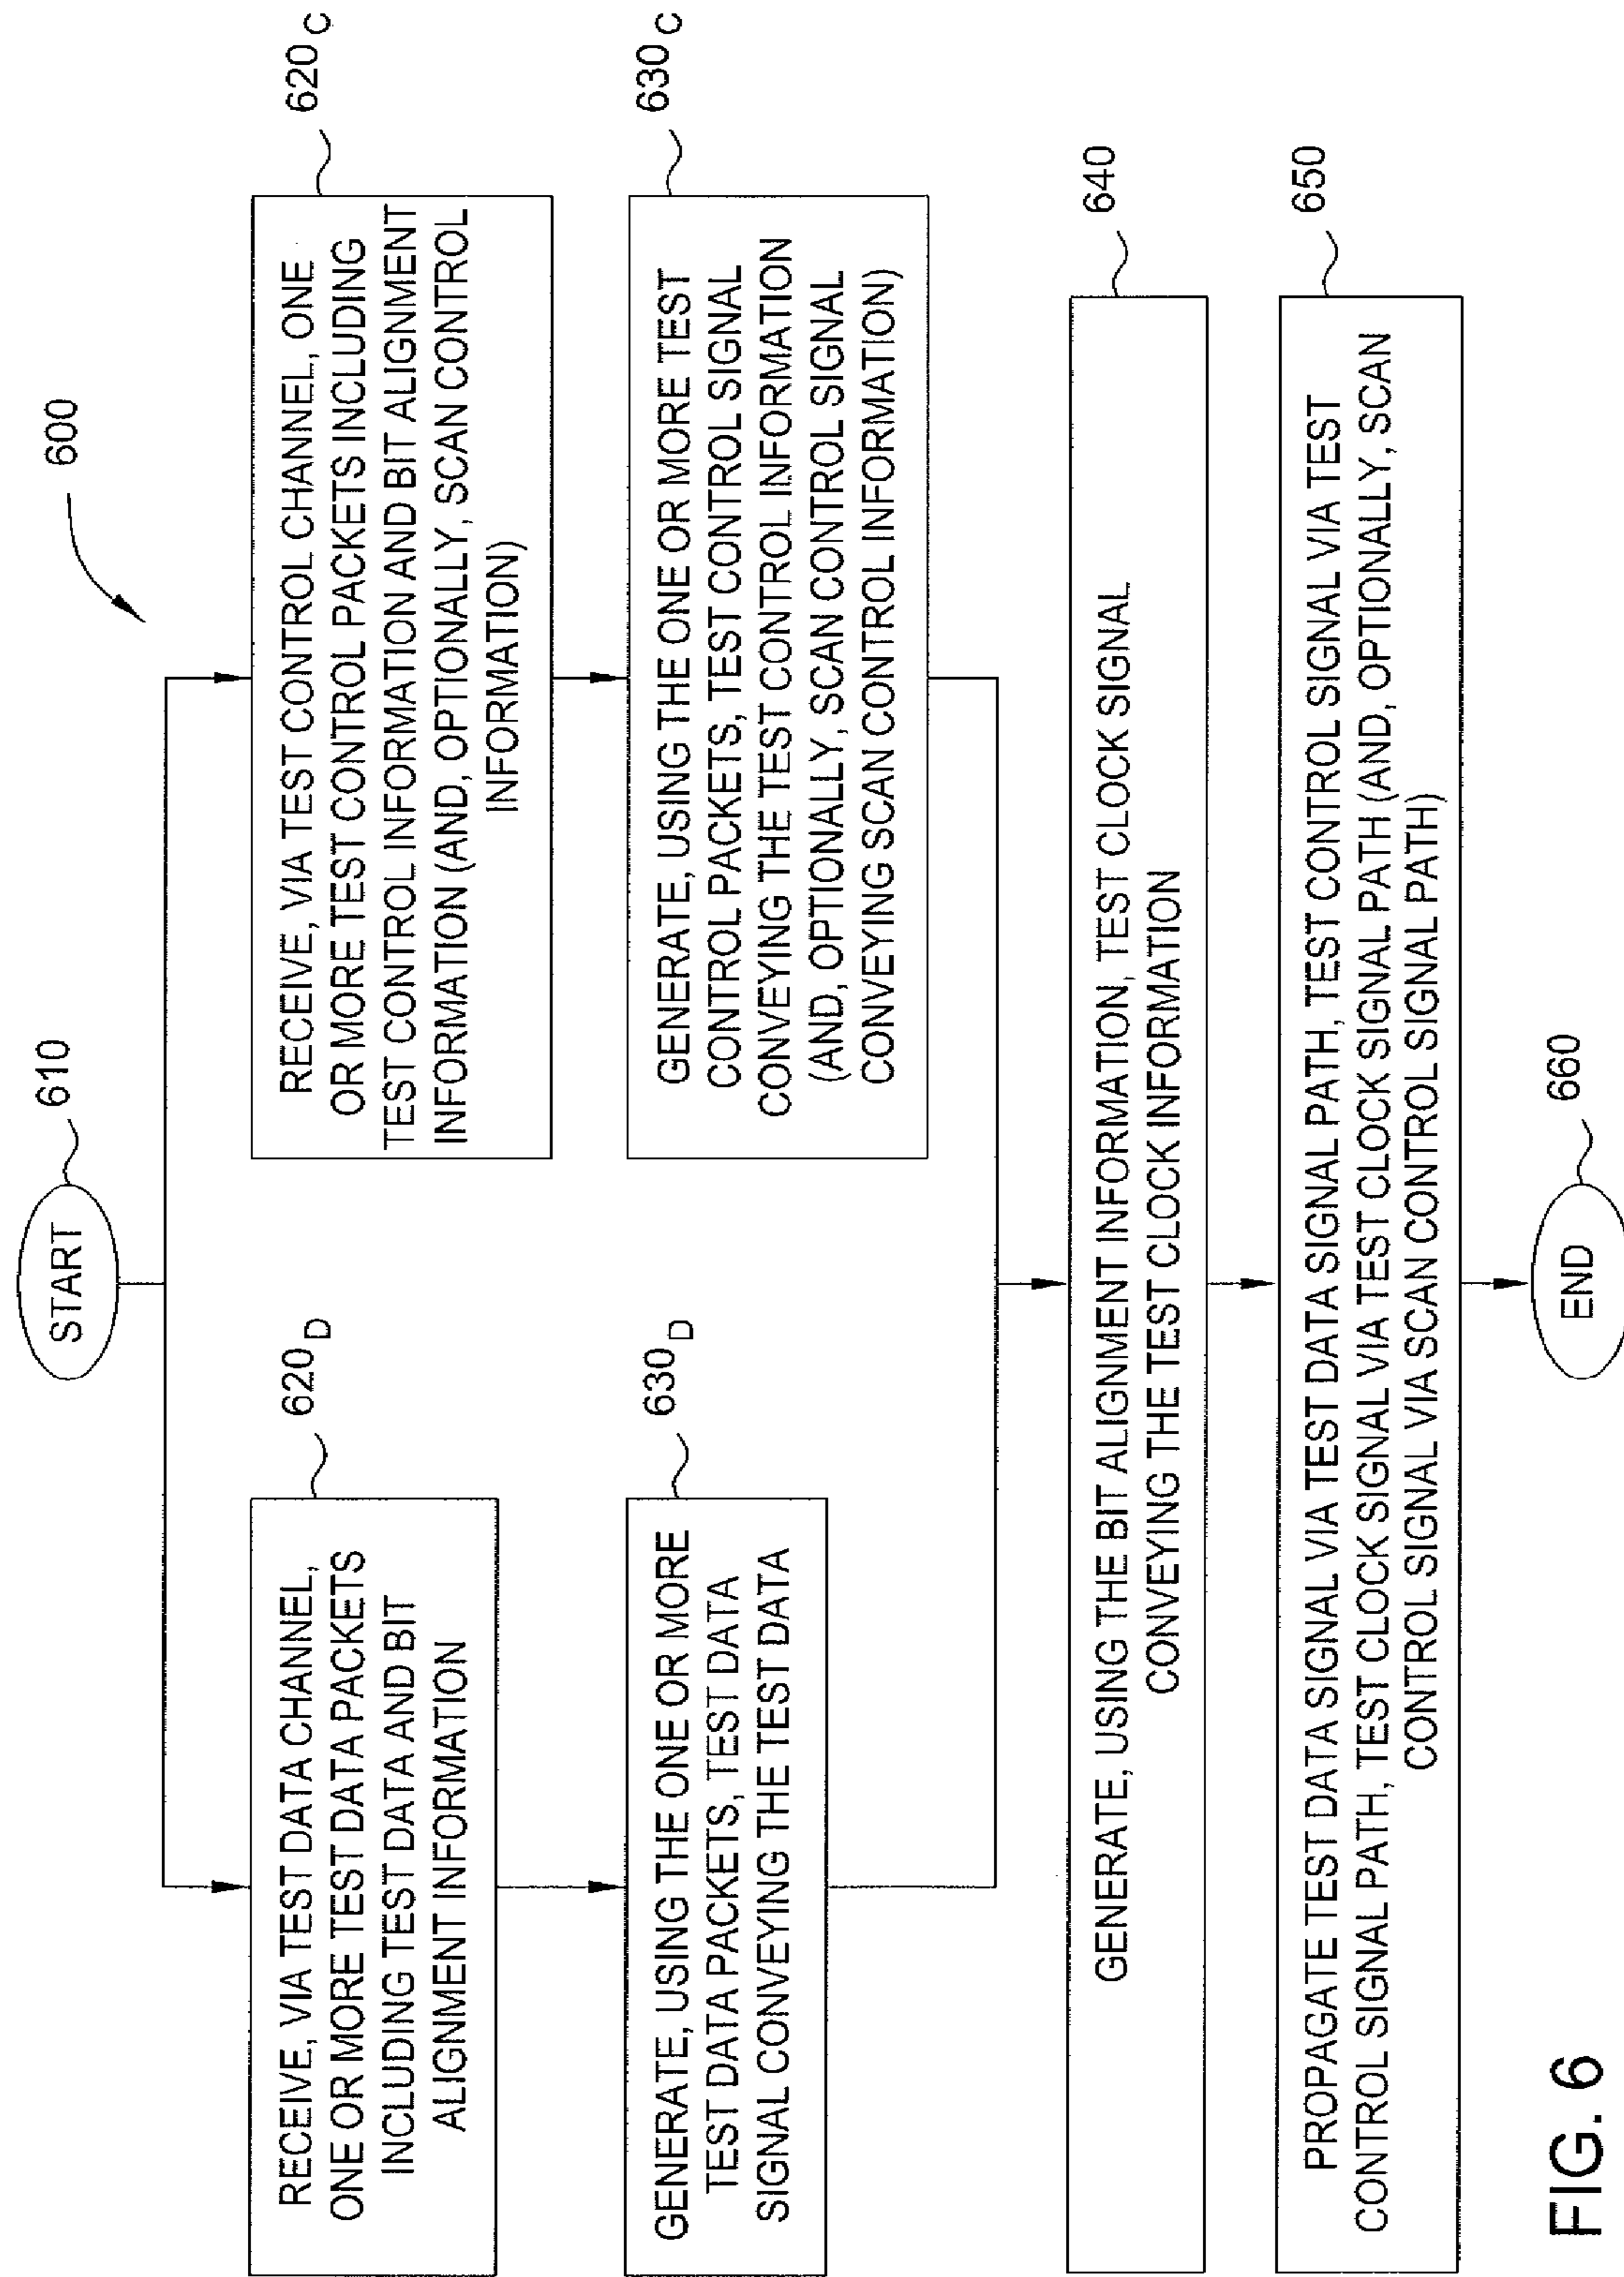 600
START
610
RECEIVE, VIA TEST DATA CHANNEL,
ONE OR MORE TEST DATA PACKETS
INCLUDING TEST DATA AND BIT
ALIGNMENT INFORMATION
620D
RECEIVE, VIA TEST CONTROL CHANNEL, ONE
OR MORE TEST CONTROL PACKETS INCLUDING
TEST CONTROL INFORMATION AND BIT ALIGNMENT
INFORMATION (AND, OPTIONALLY, SCAN CONTROL
INFORMATION)
620C
GENERATE, USING THE ONE OR MORE
TEST DATA PACKETS, TEST DATA
SIGNAL CONVEYING THE TEST DATA
630D
GENERATE, USING THE ONE OR MORE TEST
CONTROL PACKETS, TEST CONTROL SIGNAL
CONVEYING THE TEST CONTROL INFORMATION
(AND, OPTIONALLY, SCAN CONTROL SIGNAL
CONVEYING SCAN CONTROL INFORMATION)
630C
GENERATE, USING THE BIT ALIGNMENT INFORMATION, TEST CLOCK SIGNAL
CONVEYING THE TEST CLOCK INFORMATION
640
PROPAGATE TEST DATA SIGNAL VIA TEST DATA SIGNAL PATH, TEST CONTROL SIGNAL VIA TEST
CONTROL SIGNAL PATH, TEST CLOCK SIGNAL VIA TEST CLOCK SIGNAL PATH (AND, OPTIONALLY, SCAN
CONTROL SIGNAL VIA SCAN CONTROL SIGNAL PATH)
650
END
660
FIG. 6